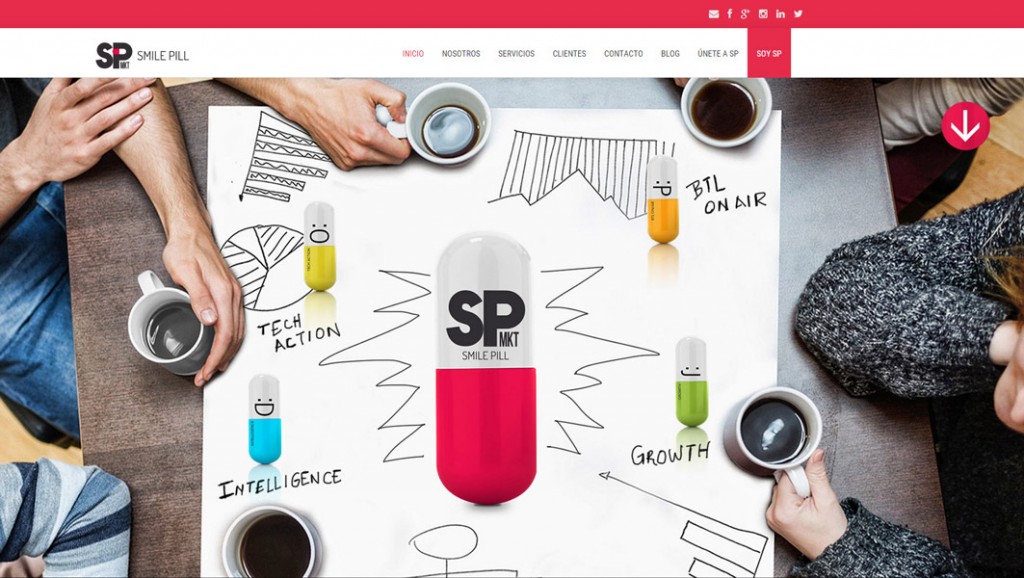 SP
MKT
SMILE PILL
INICIO
NOSOTROS
SERVICIOS
CLIENTES
CONTACTO
BLOG
ÚNETE A SP
SOY SP
BTL
ON AIR
TECH
ACTION
SP
MKT
SMILE PILL
GROWTH
INTELLIGENCE